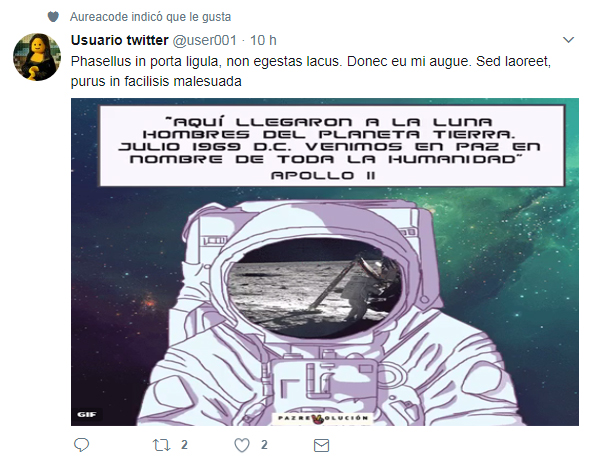 Aureacode indicó que le gusta
Usuario twitter @user001 · 10 h
Phasellus in porta ligula, non egestas lacus. Donec eu mi augue. Sed laoreet,
purus in facilisis malesuada
"AQUÍ LLEGARON A LA LUNA
HOMBRES DEL PLANETA TIERRA.
JULIO 1969 D.C. VENIMOS EN PAZ EN
NOMBRE DE TODA LA HUMANIDAD"
APOLLO 11
GIF
PAZREVOLUCIÓN
2 2